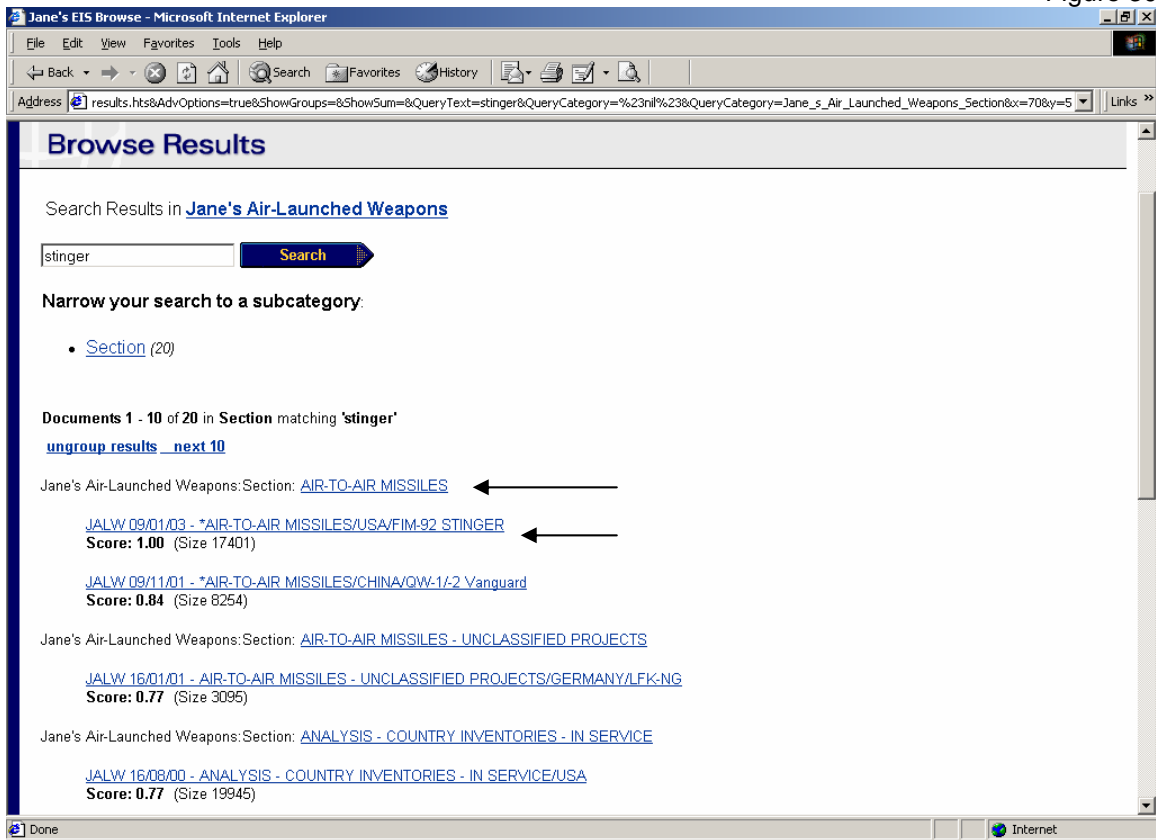 Jane's EIS Browse - Microsoft Internet Explorer
File Edit View Favorites Tools Help
Back Search Favorites History
Address results.hts&AdvOptions=true&ShowGroups=&ShowSum=&QueryText=stinger&QueryCategory=%23nil%23&QueryCategory=Jane_s_Air_Launched_Weapons_Section&x=70&y=5 Links »
Browse Results
Search Results in Jane's Air-Launched Weapons
stinger Search
Narrow your search to a subcategory:
• Section (20)
Documents 1 - 10 of 20 in Section matching 'stinger'
ungroup results next 10
Jane's Air-Launched Weapons:Section: AIR-TO-AIR MISSILES
JALW 09/01/03 - *AIR-TO-AIR MISSILES/USA/FIM-92 STINGER
Score: 1.00 (Size 17401)
JALW 09/11/01 - *AIR-TO-AIR MISSILES/CHINA/QW-1/-2 Vanguard
Score: 0.84 (Size 8254)
Jane's Air-Launched Weapons:Section: AIR-TO-AIR MISSILES - UNCLASSIFIED PROJECTS
JALW 16/01/01 - AIR-TO-AIR MISSILES - UNCLASSIFIED PROJECTS/GERMANY/LFK-NG
Score: 0.77 (Size 3095)
Jane's Air-Launched Weapons:Section: ANALYSIS - COUNTRY INVENTORIES - IN SERVICE
JALW 16/08/00 - ANALYSIS - COUNTRY INVENTORIES - IN SERVICE/USA
Score: 0.77 (Size 19945)
Done Internet